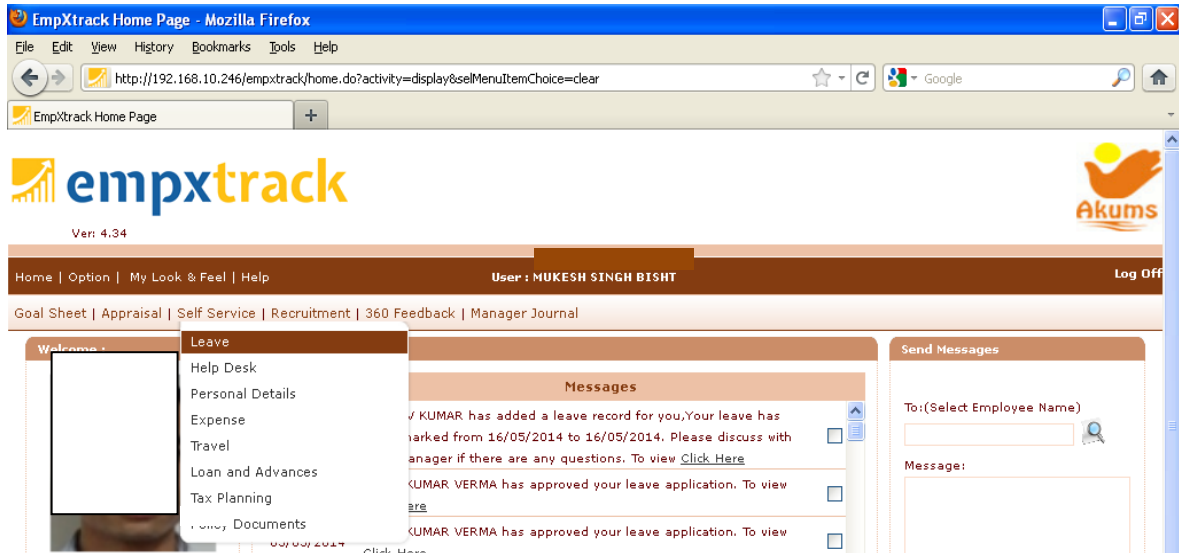 EmpXtrack Home Page - Mozilla Firefox
File Edit View History Bookmarks Tools Help
http://192.168.10.246/empxtrack/home.do?activity=display&selMenuItemChoice=clear
Google
EmpXtrack Home Page
empxtrack
Akums
Ver: 4.34
Home | Option | My Look & Feel | Help
User : MUKESH SINGH BISHT
Log Off
Goal Sheet | Appraisal | Self Service | Recruitment | 360 Feedback | Manager Journal
Welcome :
Leave
Help Desk
Personal Details
Expense
Travel
Loan and Advances
Tax Planning
Policy Documents
Messages
KUMAR has added a leave record for you,Your leave has
marked from 16/05/2014 to 16/05/2014. Please discuss with
manager if there are any questions. To view Click Here
KUMAR VERMA has approved your leave application. To view
KUMAR VERMA has approved your leave application. To view
Click Here
Send Messages
To:(Select Employee Name)
Message: